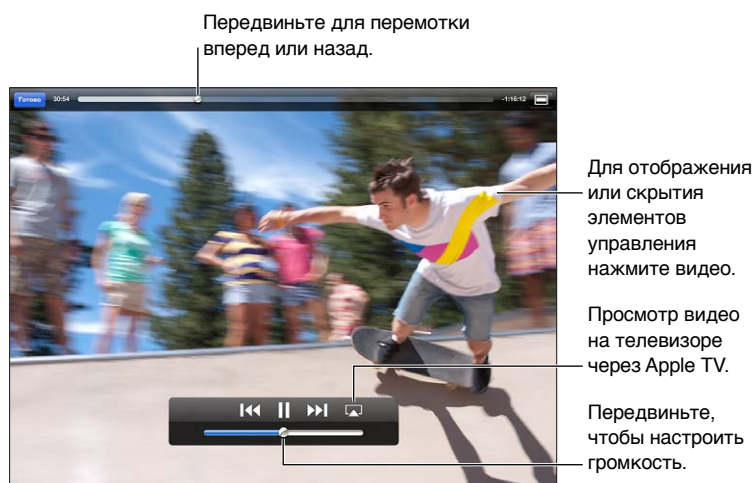 Передвиньте для перемотки
вперед или назад.
Готово 30:54 -1:16:12
Для отображения
или скрытия
элементов
управления
нажмите видео.
Просмотр видео
на телевизоре
через Apple TV.
Передвиньте,
чтобы настроить
громкость.